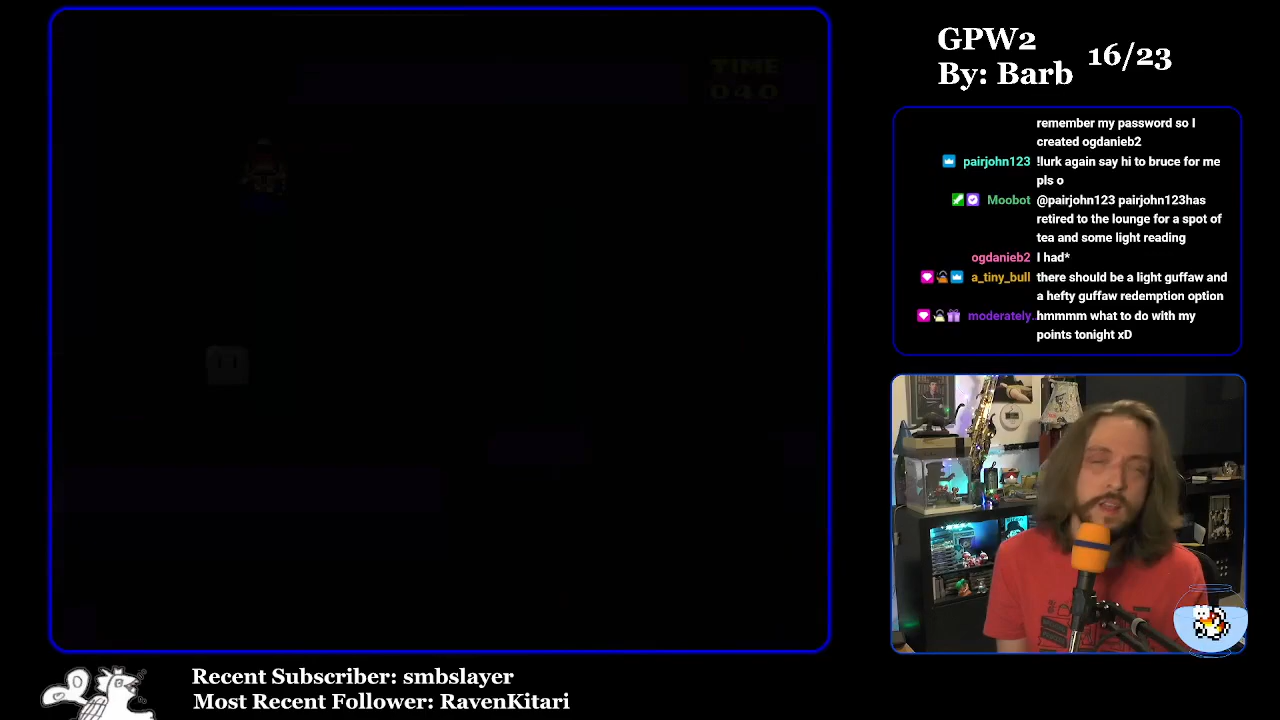 TIME
040
GPW2
By: Barb
16/23
remember my password so I
created ogdanieb2
pairjohn123 !lurk again say hi to bruce for me
pls o
Moobot @pairjohn123 pairjohn123has
retired to the lounge for a spot of
tea and some light reading
ogdanieb2 I had*
a_tiny_bull there should be a light guffaw and
a hefty guffaw redemption option
moderately.. hmmmm what to do with my
points tonight xD
Recent Subscriber: smbslayer
Most Recent Follower: RavenKitari